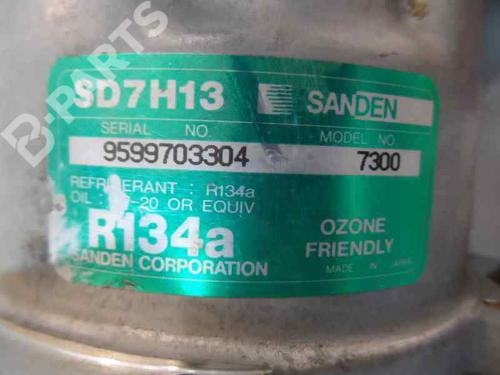 B-PARTS
SD7H13 SANDEN
SERIAL NO. MODEL NO.
9599703304 7300
REFRIGERANT : R134a
OIL : -20 OR EQUIV
R134a
OZONE
FRIENDLY
SANDEN CORPORATION
MADE IN JAPAN